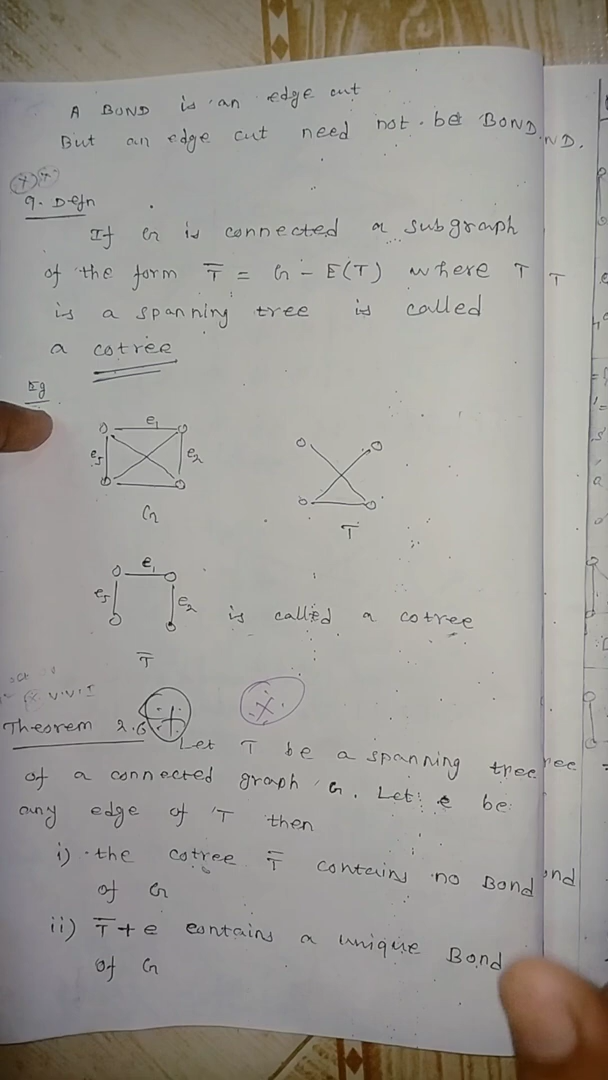 A BOND is an edge cut
But an edge cut need not be BOND.
9. Defn
If G is connected a subgraph
of the form T̅ = G - E(T) where T
is a spanning tree is called
a cotree
Eg
e1
e5 e2
G
T
e1
e5 e2 is called a cotree
T̅
V.V.I
Theorem 2.6
Let T be a spanning tree
of a connected graph G. Let e be
any edge of T then
i) the cotree T̅ contains no Bond
of G
ii) T̅+e contains a unique Bond
of G